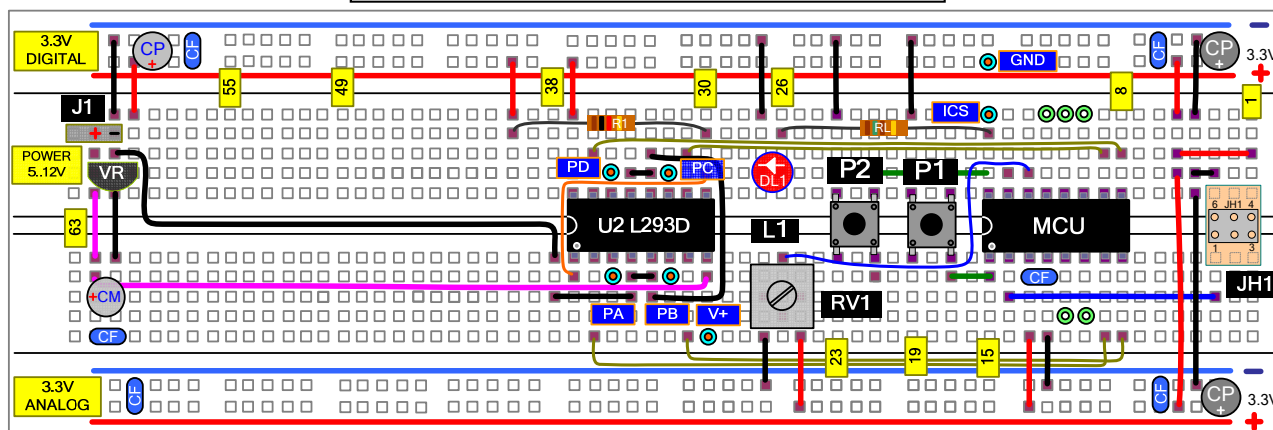 3.3V
DIGITAL
CP
+
CF
55
49
38
30
26
GND
8
CF
CP
+
3.3V
+
1
J1
+ -
R1
RL
ICS
POWER
5..12V
VR
PD
PC
DL1
P2
P1
63
U2 L293D
L1
MCU
6 JH1 4
1 3
+CM
CF
PA
PB
V+
RV1
CF
JH1
23
19
15
3.3V
ANALOG
CF
CF
CP
+
3.3V
+